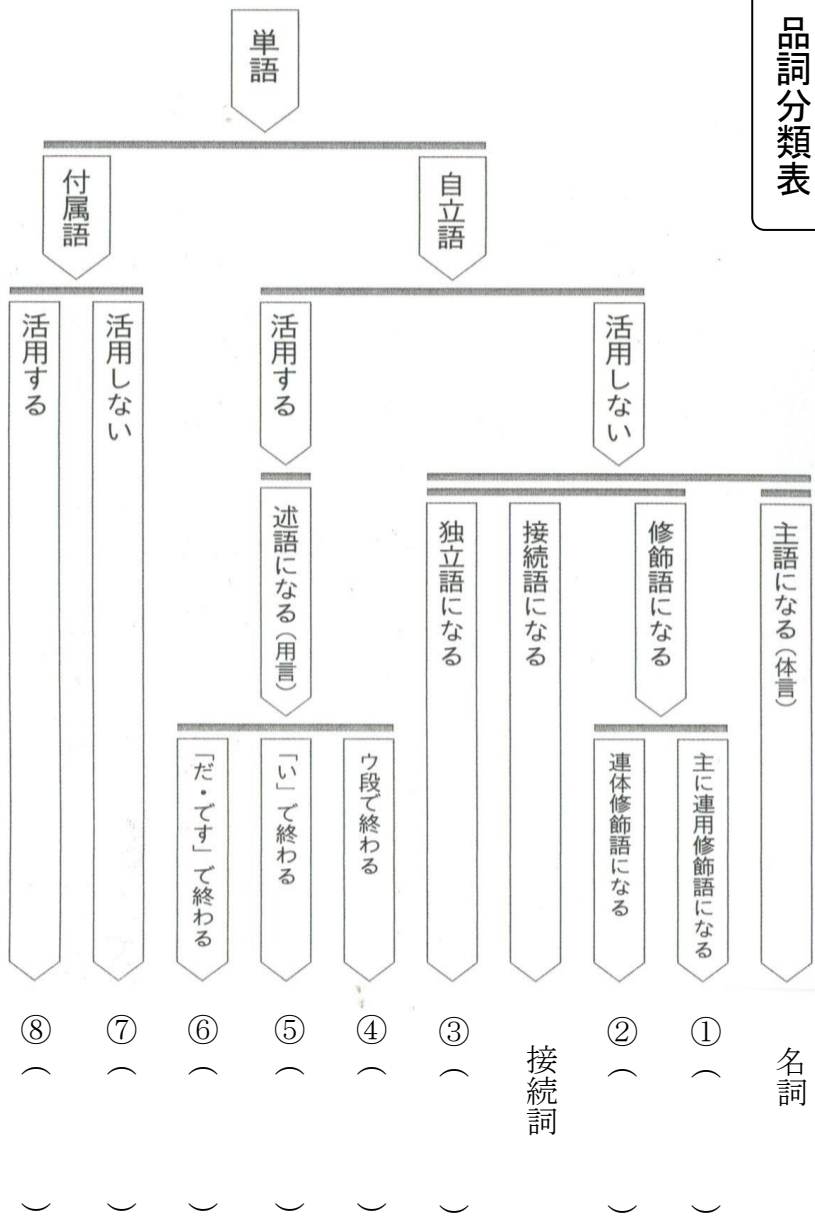 品詞分類表
単語
自立語
付属語
活用しない
活用する
活用しない
活用する
主語になる（体言）
修飾語になる
接続語になる
独立語になる
述語になる（用言）
主に連用修飾語になる
連体修飾語になる
ウ段で終わる
「い」で終わる
「だ・です」で終わる
名詞
①（　　）
②（　　）
接続詞
③（　　）
④（　　）
⑤（　　）
⑥（　　）
⑦（　　）
⑧（　　）